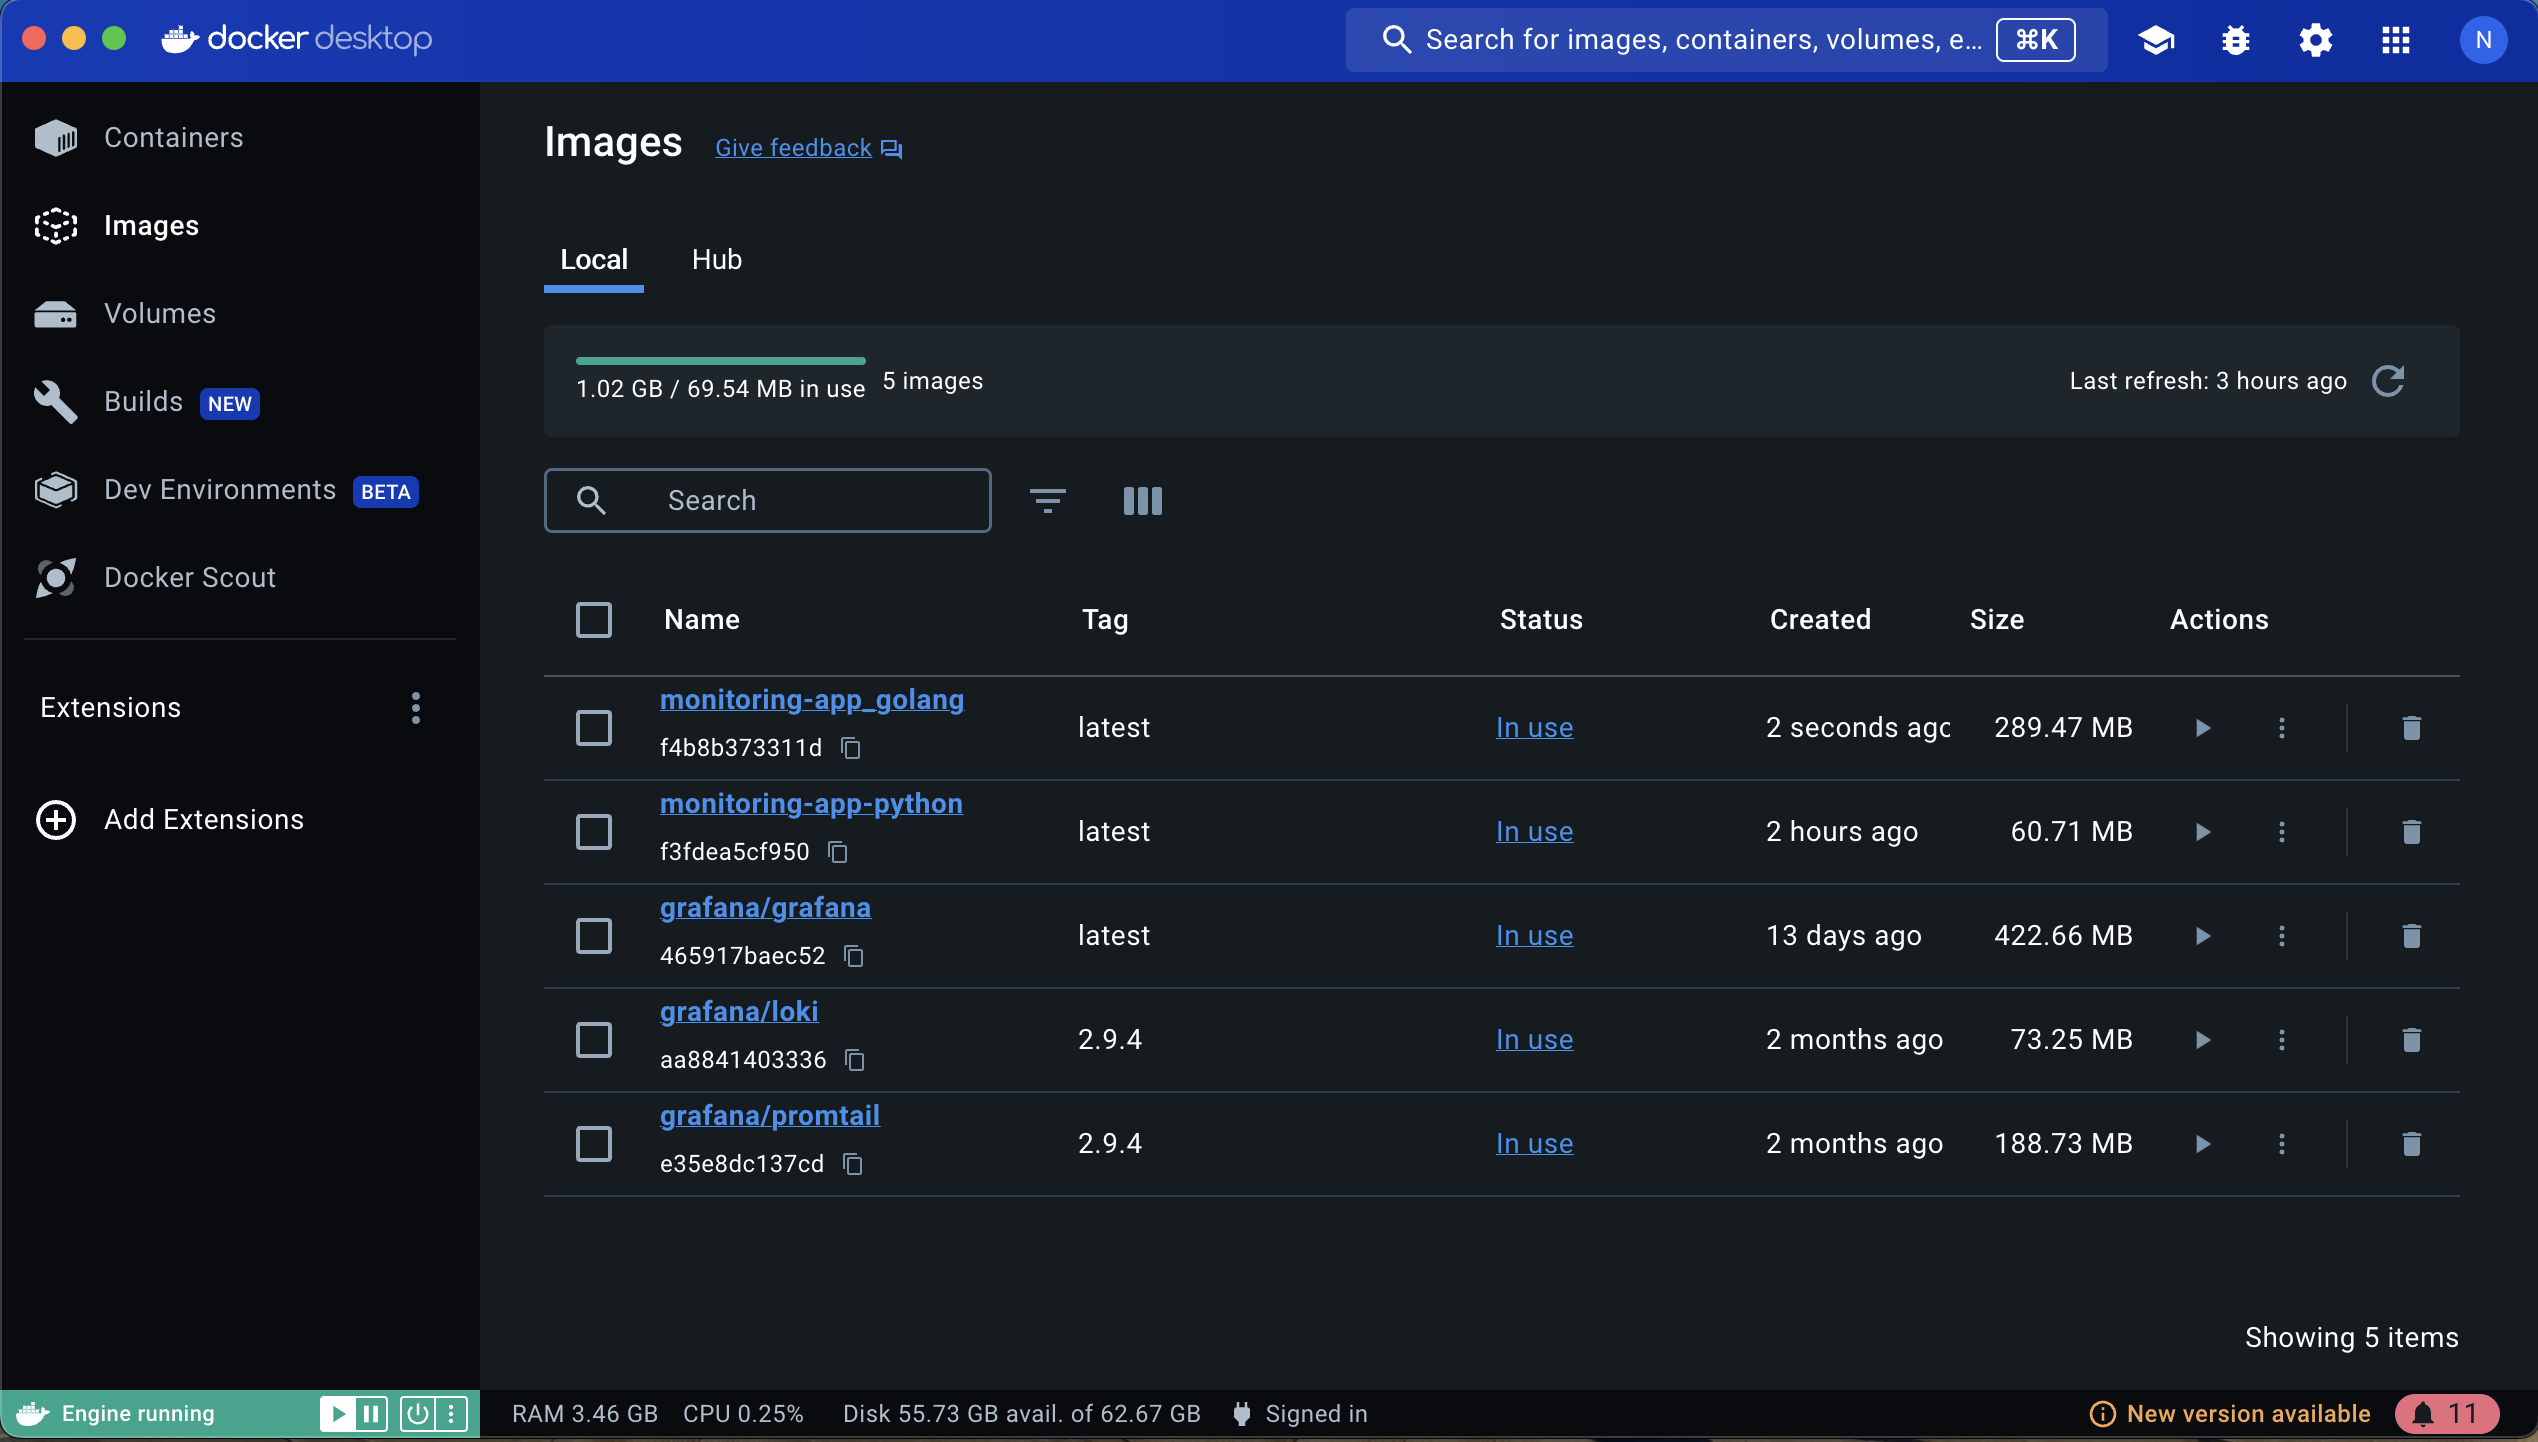 docker desktop
Search for images, containers, volumes, e...
⌘K
N
Containers
Images
Volumes
Builds NEW
Dev Environments BETA
Docker Scout
Extensions
Add Extensions
Images
Give feedback
Local Hub
1.02 GB / 69.54 MB in use
5 images
Last refresh: 3 hours ago
Search
Name Tag Status Created Size Actions
monitoring-app_golang
f4b8b373311d
latest In use 2 seconds ago 289.47 MB
monitoring-app-python
f3fdea5cf950
latest In use 2 hours ago 60.71 MB
grafana/grafana
465917baec52
latest In use 13 days ago 422.66 MB
grafana/loki
aa8841403336
2.9.4 In use 2 months ago 73.25 MB
grafana/promtail
e35e8dc137cd
2.9.4 In use 2 months ago 188.73 MB
Showing 5 items
Engine running
RAM 3.46 GB CPU 0.25% Disk 55.73 GB avail. of 62.67 GB Signed in
New version available
11